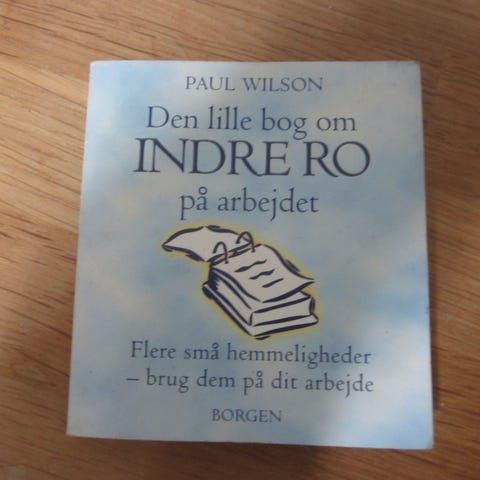 PAUL WILSON
Den lille bog om
INDRE RO
på arbejdet
Flere små hemmeligheder
– brug dem på dit arbejde
BORGEN